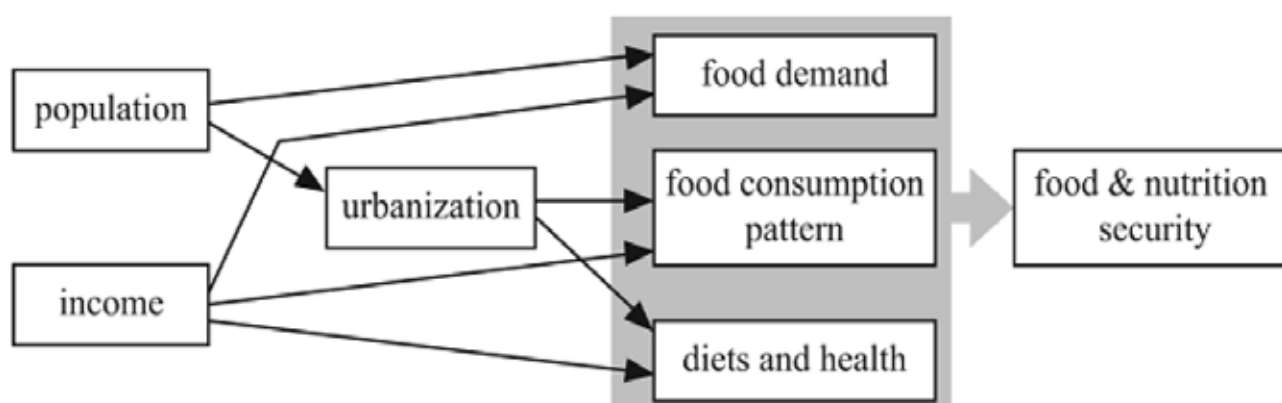 population
income
urbanization
food demand
food consumption
pattern
diets and health
food & nutrition
security